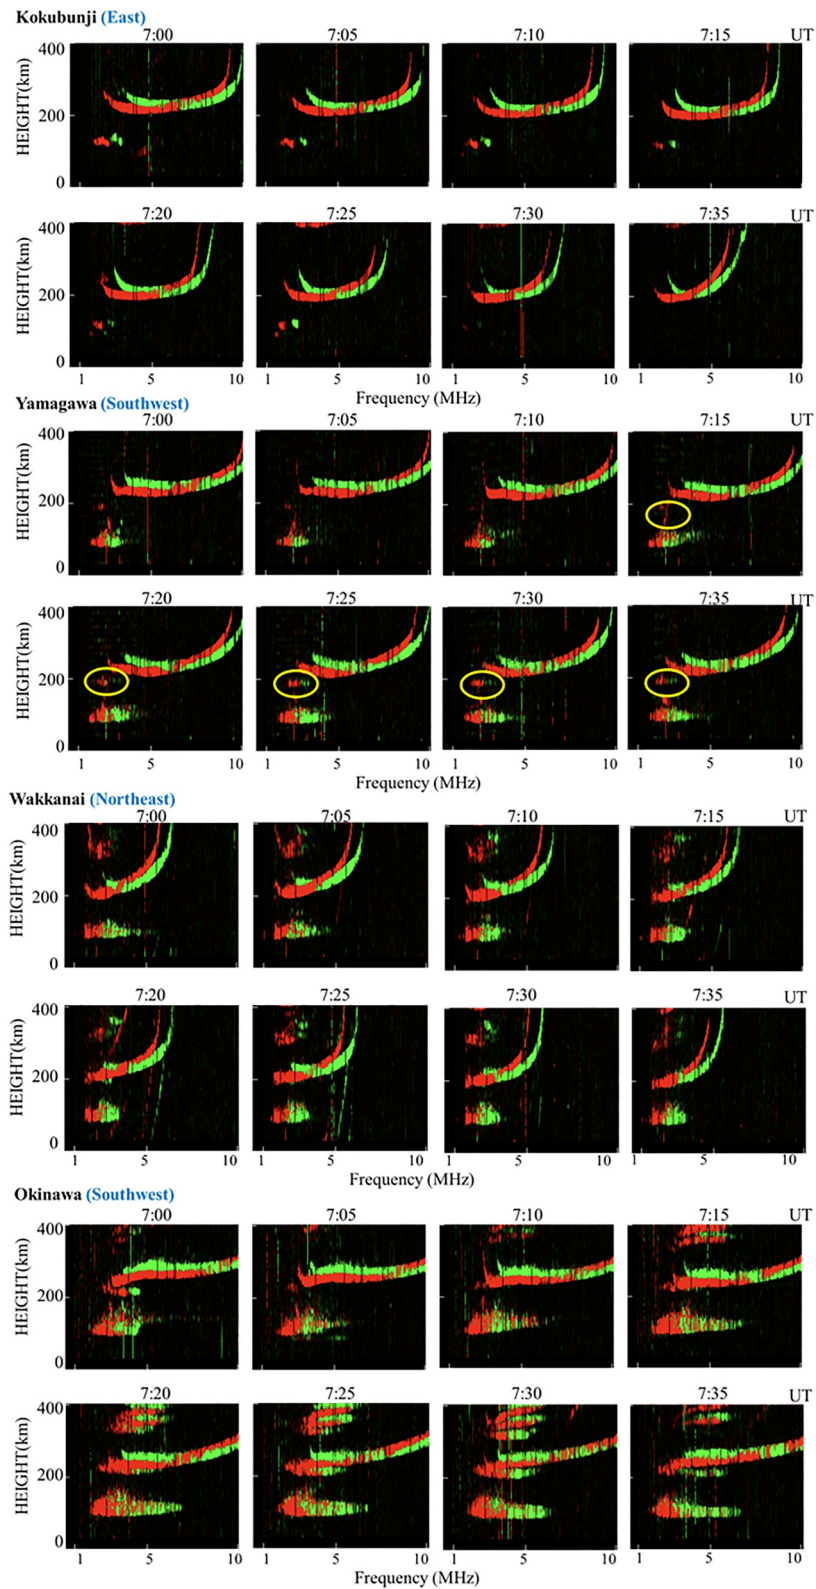 Kokubunji (East)
7:00 7:05 7:10 7:15 UT
HEIGHT(km)
400
200
0
7:20 7:25 7:30 7:35 UT
HEIGHT(km)
400
200
0
1 5 10 1 5 10 1 5 10 1 5 10
Frequency (MHz)
Yamagawa (Southwest)
7:00 7:05 7:10 7:15 UT
HEIGHT(km)
400
200
0
7:20 7:25 7:30 7:35 UT
HEIGHT(km)
400
200
0
1 5 10 1 5 10 1 5 10 1 5 10
Frequency (MHz)
Wakkanai (Northeast)
7:00 7:05 7:10 7:15 UT
HEIGHT(km)
400
200
0
7:20 7:25 7:30 7:35 UT
HEIGHT(km)
400
200
0
1 5 10 1 5 10 1 5 10 1 5 10
Frequency (MHz)
Okinawa (Southwest)
7:00 7:05 7:10 7:15 UT
HEIGHT(km)
400
200
0
7:20 7:25 7:30 7:35 UT
HEIGHT(km)
400
200
0
1 5 10 1 5 10 1 5 10 1 5 10
Frequency (MHz)